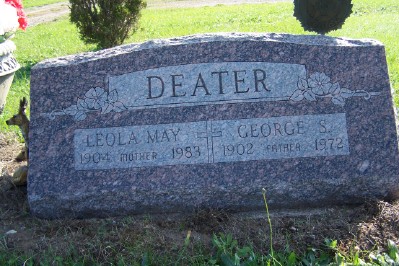 DEATER
LEOLA MAY GEORGE S.
1904 MOTHER 1983 1902 FATHER 1972